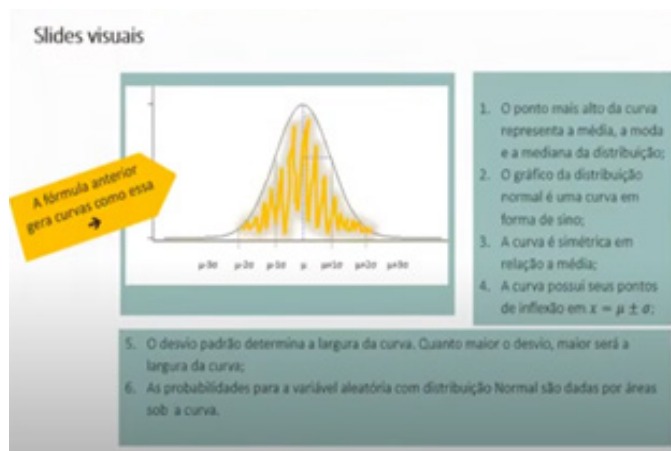 Slides visuais
A fórmula anterior
gera curvas como essa
→
μ-3σ μ-2σ μ-1σ μ μ+1σ μ+2σ μ+3σ
1. O ponto mais alto da curva
representa a média, a moda
e a mediana da distribuição;
2. O gráfico da distribuição
normal é uma curva em
forma de sino;
3. A curva é simétrica em
relação a média;
4. A curva possui seus pontos
de inflexão em x = μ ± σ;
5. O desvio padrão determina a largura da curva. Quanto maior o desvio, maior será a
largura da curva;
6. As probabilidades para a variável aleatória com distribuição Normal são dadas por áreas
sob a curva.